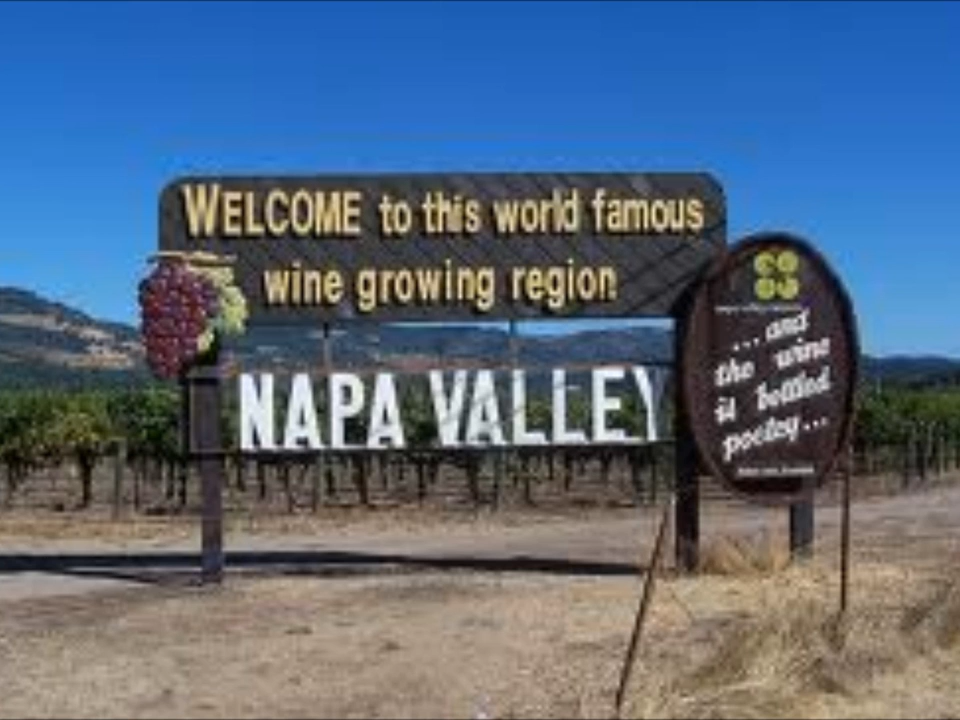 WELCOME to this world famous
wine growing region
NAPA VALLEY
... and
the wine
is bottled
poetry...